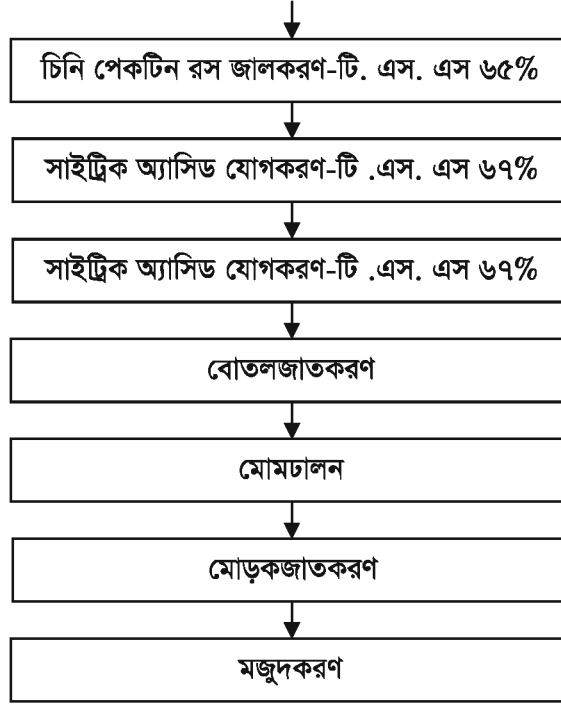 চিনি পেকটিন রস জালকরণ-টি. এস. এস ৬৫%
সাইট্রিক অ্যাসিড যোগকরণ-টি .এস. এস ৬৭%
সাইট্রিক অ্যাসিড যোগকরণ-টি .এস. এস ৬৭%
বোতলজাতকরণ
মোমঢালন
মোড়কজাতকরণ
মজুদকরণ